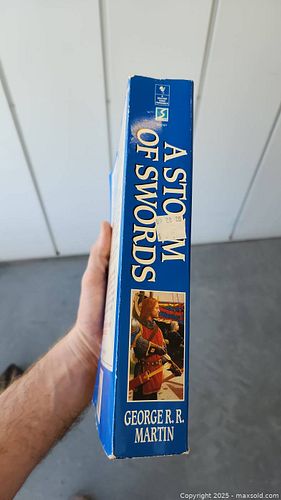 A STORM
OF SWORDS
GEORGE R. R.
MARTIN
Copyright 2025 - maxsold.com